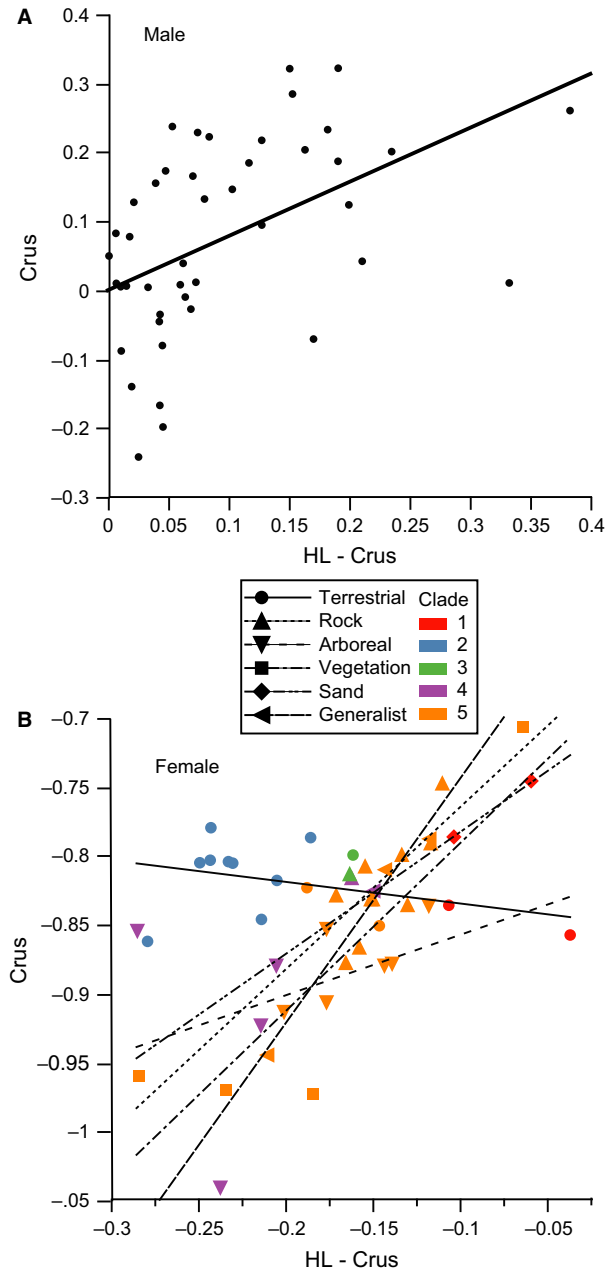 A
Male
0.4
0.3
0.2
0.1
0
–0.1
–0.2
–0.3
Crus
0 0.05 0.1 0.15 0.2 0.25 0.3 0.35 0.4
HL - Crus
Terrestrial
Rock
Arboreal
Vegetation
Sand
Generalist
Clade
1
2
3
4
5
B
Female
–0.7
–0.75
–0.8
–0.85
–0.9
–0.95
–1
–.05
Crus
–0.3 –0.25 –0.2 –0.15 –0.1 –0.05
HL - Crus